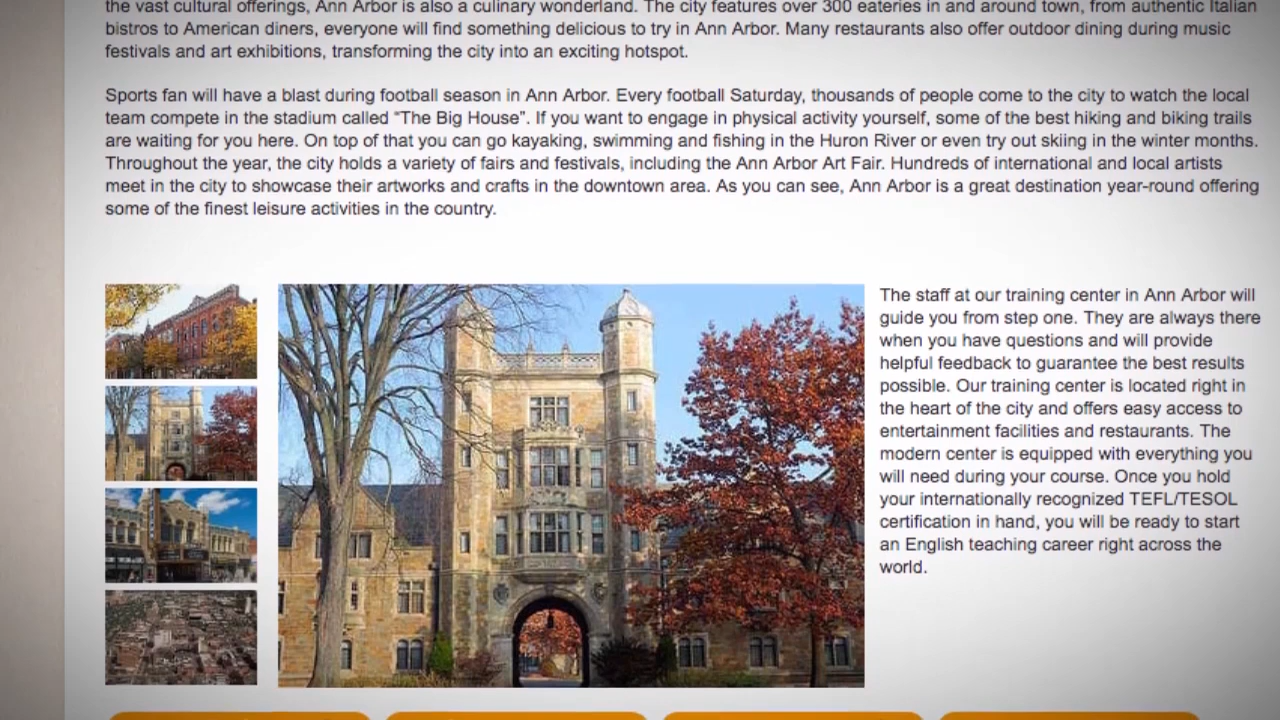 the vast cultural offerings, Ann Arbor is also a culinary wonderland. The city features over 300 eateries in and around town, from authentic Italian
bistros to American diners, everyone will find something delicious to try in Ann Arbor. Many restaurants also offer outdoor dining during music
festivals and art exhibitions, transforming the city into an exciting hotspot.
Sports fan will have a blast during football season in Ann Arbor. Every football Saturday, thousands of people come to the city to watch the local
team compete in the stadium called “The Big House”. If you want to engage in physical activity yourself, some of the best hiking and biking trails
are waiting for you here. On top of that you can go kayaking, swimming and fishing in the Huron River or even try out skiing in the winter months.
Throughout the year, the city holds a variety of fairs and festivals, including the Ann Arbor Art Fair. Hundreds of international and local artists
meet in the city to showcase their artworks and crafts in the downtown area. As you can see, Ann Arbor is a great destination year-round offering
some of the finest leisure activities in the country.
The staff at our training center in Ann Arbor will
guide you from step one. They are always there
when you have questions and will provide
helpful feedback to guarantee the best results
possible. Our training center is located right in
the heart of the city and offers easy access to
entertainment facilities and restaurants. The
modern center is equipped with everything you
will need during your course. Once you hold
your internationally recognized TEFL/TESOL
certification in hand, you will be ready to start
an English teaching career right across the
world.